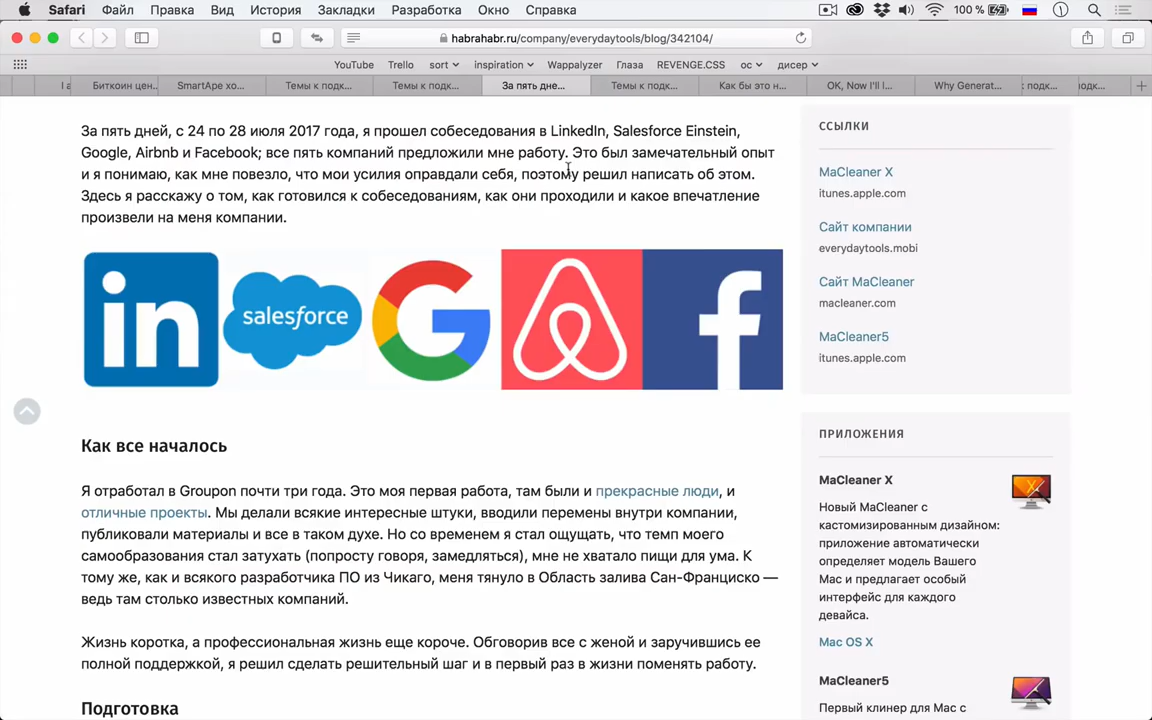 Safari Файл Правка Вид История Закладки Разработка Окно Справка 100 %
habrahabr.ru/company/everydaytools/blog/342104/
YouTube Trello sort inspiration Wappalyzer Глаза REVENGE.CSS ос дисер
I a Биткоин цен... SmartApe хо... Темы к подк... Темы к подк... За пять дне... Темы к подк... Как бы это н... OK, Now I'll I... Why Generat... подк... подк...
За пять дней, с 24 по 28 июля 2017 года, я прошел собеседования в LinkedIn, Salesforce Einstein,
Google, Airbnb и Facebook; все пять компаний предложили мне работу. Это был замечательный опыт
и я понимаю, как мне повезло, что мои усилия оправдали себя, поэтому решил написать об этом.
Здесь я расскажу о том, как готовился к собеседованиям, как они проходили и какое впечатление
произвели на меня компании.
in salesforce G f
Как все началось
Я отработал в Groupon почти три года. Это моя первая работа, там были и прекрасные люди, и
отличные проекты. Мы делали всякие интересные штуки, вводили перемены внутри компании,
публиковали материалы и все в таком духе. Но со временем я стал ощущать, что темп моего
самообразования стал затухать (попросту говоря, замедляться), мне не хватало пищи для ума. К
тому же, как и всякого разработчика ПО из Чикаго, меня тянуло в Область залива Сан-Франциско —
ведь там столько известных компаний.
Жизнь коротка, а профессиональная жизнь еще короче. Обговорив все с женой и заручившись ее
полной поддержкой, я решил сделать решительный шаг и в первый раз в жизни поменять работу.
Подготовка
ССЫЛКИ
MaCleaner X
itunes.apple.com
Сайт компании
everydaytools.mobi
Сайт MaCleaner
macleaner.com
MaCleaner5
itunes.apple.com
ПРИЛОЖЕНИЯ
MaCleaner X
Новый MaCleaner с
кастомизированным дизайном:
приложение автоматически
определяет модель Вашего
Mac и предлагает особый
интерфейс для каждого
девайса.
Mac OS X
MaCleaner5
Первый клинер для Mac с